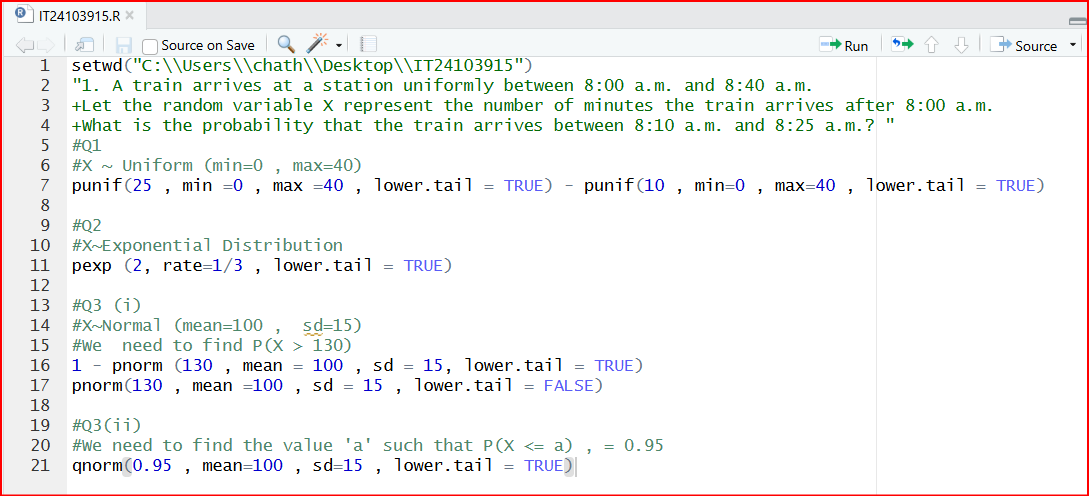 IT24103915.R
Source on Save Run Source
1 setwd("C:\\Users\\chath\\Desktop\\IT24103915")
2 "1. A train arrives at a station uniformly between 8:00 a.m. and 8:40 a.m.
3 +Let the random variable X represent the number of minutes the train arrives after 8:00 a.m.
4 +What is the probability that the train arrives between 8:10 a.m. and 8:25 a.m.? "
5 #Q1
6 #X ~ Uniform (min=0 , max=40)
7 punif(25 , min =0 , max =40 , lower.tail = TRUE) - punif(10 , min=0 , max=40 , lower.tail = TRUE)
8
9 #Q2
10 #X~Exponential Distribution
11 pexp (2, rate=1/3 , lower.tail = TRUE)
12
13 #Q3 (i)
14 #X~Normal (mean=100 ,  sd=15)
15 #We  need to find P(X > 130)
16 1 - pnorm (130 , mean = 100 , sd = 15, lower.tail = TRUE)
17 pnorm(130 , mean =100 , sd = 15 , lower.tail = FALSE)
18
19 #Q3(ii)
20 #We need to find the value 'a' such that P(X <= a) , = 0.95
21 qnorm(0.95 , mean=100 , sd=15 , lower.tail = TRUE)